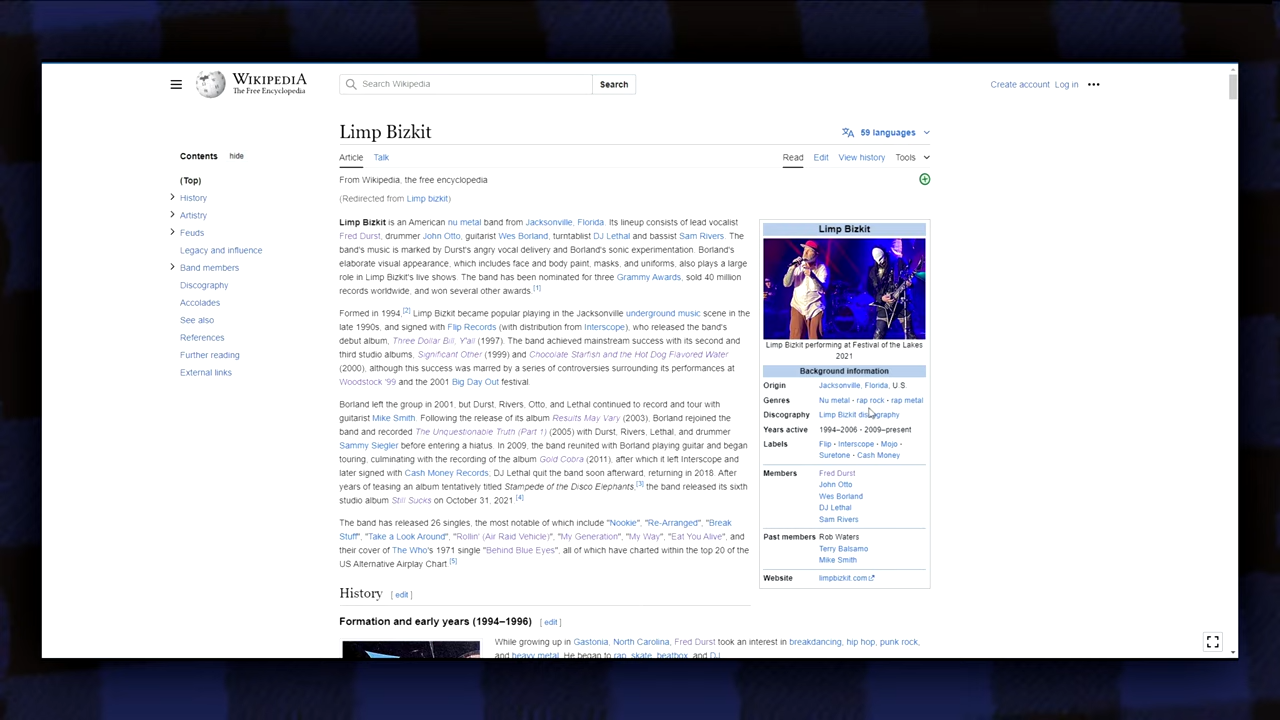 WIKIPEDIA
The Free Encyclopedia
Search Wikipedia
Search
Create account Log in •••
Contents hide
(Top)
History
Artistry
Feuds
Legacy and influence
Band members
Discography
Accolades
See also
References
Further reading
External links
Limp Bizkit
59 languages
Article Talk
Read Edit View history Tools
From Wikipedia, the free encyclopedia
(Redirected from Limp bizkit)
Limp Bizkit is an American nu metal band from Jacksonville, Florida. Its lineup consists of lead vocalist
Fred Durst, drummer John Otto, guitarist Wes Borland, turntablist DJ Lethal and bassist Sam Rivers. The
band's music is marked by Durst's angry vocal delivery and Borland's sonic experimentation. Borland's
elaborate visual appearance, which includes face and body paint, masks, and uniforms, also plays a large
role in Limp Bizkit's live shows. The band has been nominated for three Grammy Awards, sold 40 million
records worldwide, and won several other awards.[1]
Formed in 1994,[2] Limp Bizkit became popular playing in the Jacksonville underground music scene in the
late 1990s, and signed with Flip Records (with distribution from Interscope), who released the band's
debut album, Three Dollar Bill, Y'all (1997). The band achieved mainstream success with its second and
third studio albums, Significant Other (1999) and Chocolate Starfish and the Hot Dog Flavored Water
(2000), although this success was marred by a series of controversies surrounding its performances at
Woodstock '99 and the 2001 Big Day Out festival.
Borland left the group in 2001, but Durst, Rivers, Otto, and Lethal continued to record and tour with
guitarist Mike Smith. Following the release of its album Results May Vary (2003), Borland rejoined the
band and recorded The Unquestionable Truth (Part 1) (2005) with Durst, Rivers, Lethal, and drummer
Sammy Siegler before entering a hiatus. In 2009, the band reunited with Borland playing guitar and began
touring, culminating with the recording of the album Gold Cobra (2011), after which it left Interscope and
later signed with Cash Money Records; DJ Lethal quit the band soon afterward, returning in 2018. After
years of teasing an album tentatively titled Stampede of the Disco Elephants,[3] the band released its sixth
studio album Still Sucks on October 31, 2021.[4]
The band has released 26 singles, the most notable of which include "Nookie", "Re-Arranged", "Break
Stuff", "Take a Look Around", "Rollin' (Air Raid Vehicle)", "My Generation", "My Way", "Eat You Alive", and
their cover of The Who's 1971 single "Behind Blue Eyes", all of which have charted within the top 20 of the
US Alternative Airplay Chart.[5]
Limp Bizkit
Limp Bizkit performing at Festival of the Lakes
2021
Background information
Origin Jacksonville, Florida, U.S.
Genres Nu metal · rap rock · rap metal
Discography Limp Bizkit discography
Years active 1994–2006 · 2009–present
Labels Flip · Interscope · Mojo ·
Suretone · Cash Money
Members Fred Durst
John Otto
Wes Borland
DJ Lethal
Sam Rivers
Past members Rob Waters
Terry Balsamo
Mike Smith
Website limpbizkit.com
History [ edit ]
Formation and early years (1994–1996) [ edit ]
While growing up in Gastonia, North Carolina, Fred Durst took an interest in breakdancing, hip hop, punk rock,
and heavy metal. He began to rap, skate, beatbox, and DJ.